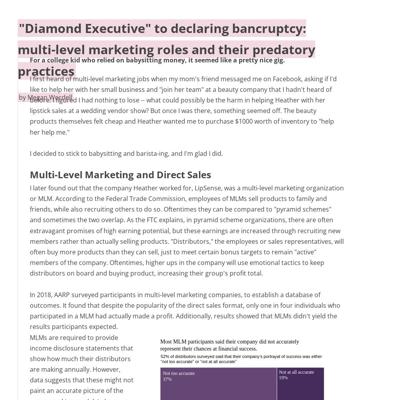 "Diamond Executive" to declaring bankruptcy:
multi-level marketing roles and their predatory
practices
For a college kid who relied on babysitting money, it seemed like a pretty nice gig.
by Megan Wardell
I first heard of multi-level marketing jobs when my mom's friend messaged me on Facebook, asking if I'd
like to help her with her small business and "join her team" at a beauty company that I hadn't heard of
before. I figured I had nothing to lose -- what could possibly be the harm in helping Heather with her
lipstick sales at a wedding vendor show? But once I was there, something seemed off. The beauty
products themselves felt cheap and Heather wanted me to purchase $1000 worth of inventory to "help
her help me."
I decided to stick to babysitting and barista-ing, and I'm glad I did.
Multi-Level Marketing and Direct Sales
I later found out that the company Heather worked for, LipSense, was a multi-level marketing organization
or MLM. According to the Federal Trade Commission, employees of MLMs sell products to family and
friends, while also recruiting others to do so. Oftentimes they can be compared to "pyramid schemes"
and sometimes the two overlap. As the FTC explains, in pyramid scheme organizations, there are often
extravagant promises of high earning potential, but these earnings are increased through recruiting new
members rather than actually selling products. "Distributors," the employees or sales representatives, will
often buy more products than they can sell, just to meet certain bonus targets to remain "active"
members of the company. Oftentimes, higher ups in the company will use emotional tactics to keep
distributors on board and buying product, increasing their group's profit total.
In 2018, AARP surveyed participants in multi-level marketing companies, to establish a database of
outcomes. It found that despite the popularity of the direct sales format, only one in four individuals who
participated in a MLM had actually made a profit. Additionally, results showed that MLMs didn't yield the
results participants expected.
MLMs are required to provide
income disclosure statements that
show how much their distributors
are making annually. However,
data suggests that these might not
paint an accurate picture of the
Most MLM participants said their company did not accurately
represent their chances at financial success.
52% of distributors surveyed said that their company's portrayal of success was either
"not too accurate" or "not at all accurate"
Not too accurate
37%
Not at all accurate
19%